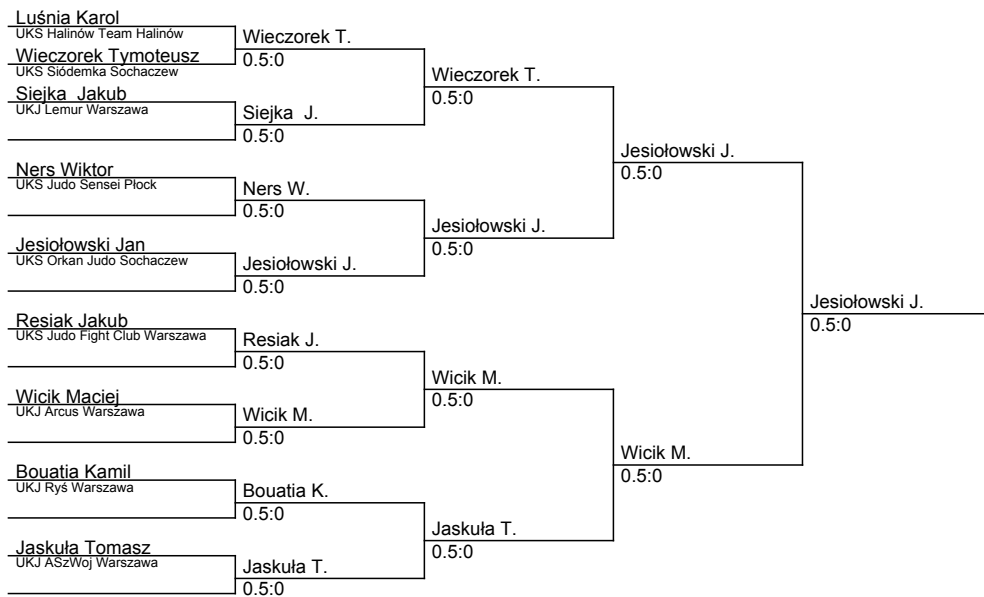 Luśnia Karol
UKS Halinów Team Halinów
Wieczorek Tymoteusz
UKS Siódemka Sochaczew
Siejka  Jakub
UKJ Lemur Warszawa
Ners Wiktor
UKS Judo Sensei Płock
Jesiołowski Jan
UKS Orkan Judo Sochaczew
Resiak Jakub
UKS Judo Fight Club Warszawa
Wicik Maciej
UKJ Arcus Warszawa
Bouatia Kamil
UKJ Ryś Warszawa
Jaskuła Tomasz
UKJ ASzWoj Warszawa
Wieczorek T.
0.5:0
Siejka  J.
0.5:0
Ners W.
0.5:0
Jesiołowski J.
0.5:0
Resiak J.
0.5:0
Wicik M.
0.5:0
Bouatia K.
0.5:0
Jaskuła T.
0.5:0
Wieczorek T.
0.5:0
Jesiołowski J.
0.5:0
Wicik M.
0.5:0
Jaskuła T.
0.5:0
Jesiołowski J.
0.5:0
Wicik M.
0.5:0
Jesiołowski J.
0.5:0